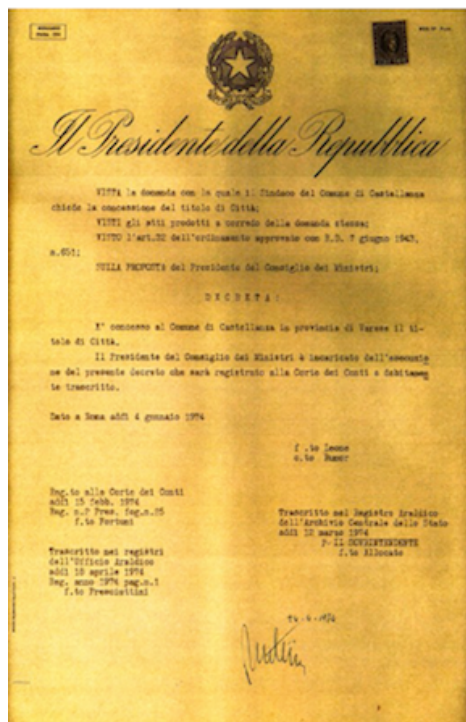 Il Presidente della Repubblica
VISTA la domanda con la quale il Sindaco del Comune di Castellanza
chiede la concessione del titolo di Città;
VISTI gli atti prodotti a corredo della domanda stessa;
VISTO l'art.32 dell'ordinamento approvato con R.D. 7 giugno 1943,
n.651;
SULLA PROPOSTA del Presidente del Consiglio dei Ministri;
DECRETA:
E' concesso al Comune di Castellanza in provincia di Varese il ti-
tolo di Città.
Il Presidente del Consiglio dei Ministri è incaricato dell'esecuzio
ne del presente decreto che sarà registrato alla Corte dei Conti e debitamen
te trascritto.
Dato a Roma addì 4 gennaio 1974
f.to Leone
c.to Rumor
Reg.to alla Corte dei Conti
addì 15 febb. 1974
Reg. n.2 Pres. fog.n.25
f.to
Trascritto nel Registro Araldico
dell'Archivio Centrale dello Stato
addì 12 marzo 1974
p. IL SOVRINTENDENTE
f.to Allocato
Trascritto nei registri
dell'Ufficio Araldico
addì 10 aprile 1974
Reg. anno 1974 pag.n.1
f.to